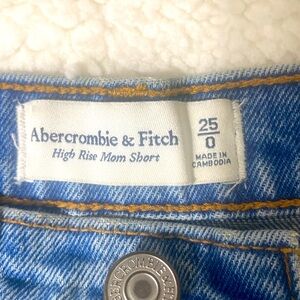 Abercrombie & Fitch
High Rise Mom Short
25
0
MADE IN
CAMBODIA